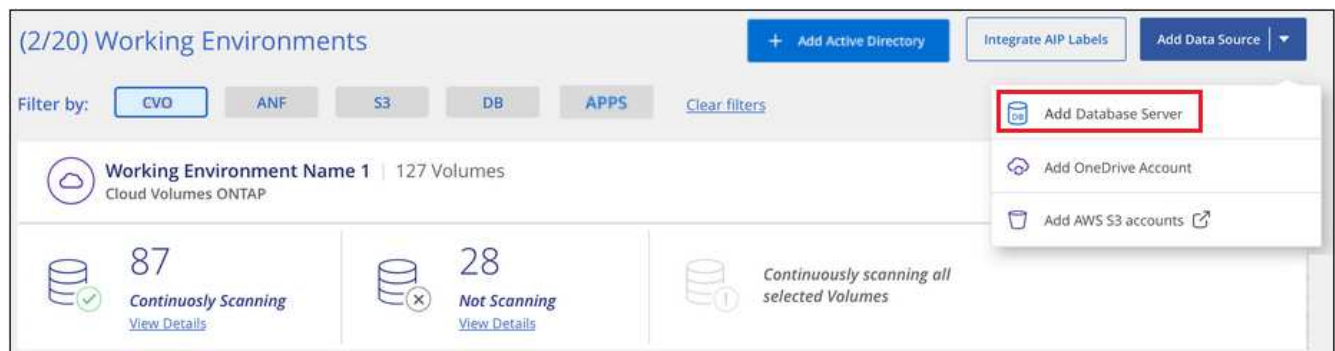 (2/20) Working Environments
+ Add Active Directory
Integrate AIP Labels
Add Data Source
Filter by:
CVO
ANF
S3
DB
APPS
Clear filters
DB
Add Database Server
Add OneDrive Account
Add AWS S3 accounts
Working Environment Name 1 | 127 Volumes
Cloud Volumes ONTAP
87
Continuosly Scanning
View Details
28
Not Scanning
View Details
Continuously scanning all
selected Volumes